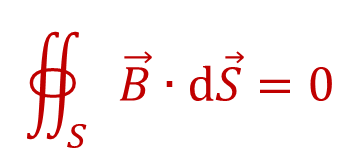 ∯_S B⃗ · dS⃗ = 0